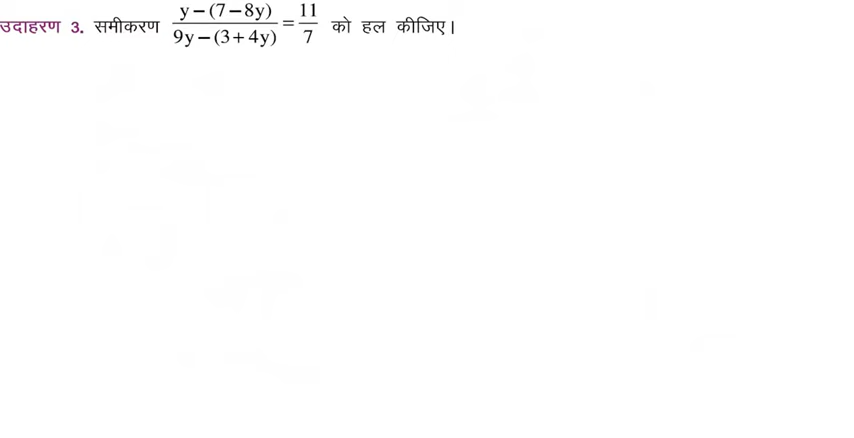 उदाहरण 3. समीकरण y – (7 – 8y) / 9y – (3 + 4y) = 11 / 7 को हल कीजिए।